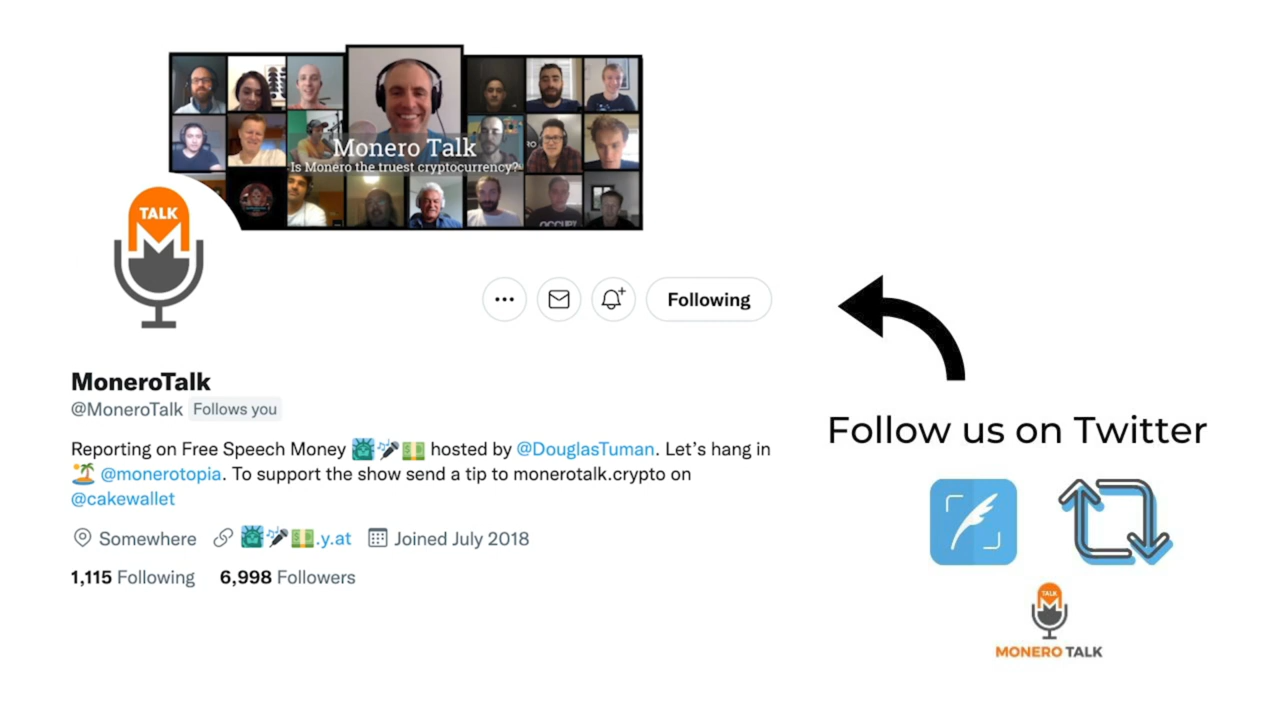 Monero Talk
Is Monero the truest cryptocurrency?
TALK
Following
MoneroTalk
@MoneroTalk Follows you
Reporting on Free Speech Money 🗽🎤💵 hosted by @DouglasTuman. Let's hang in
🏝️ @monerotopia. To support the show send a tip to monerotalk.crypto on
@cakewallet
Somewhere 🗽🎤💵.y.at Joined July 2018
1,115 Following 6,998 Followers
Follow us on Twitter
TALK
MONERO TALK